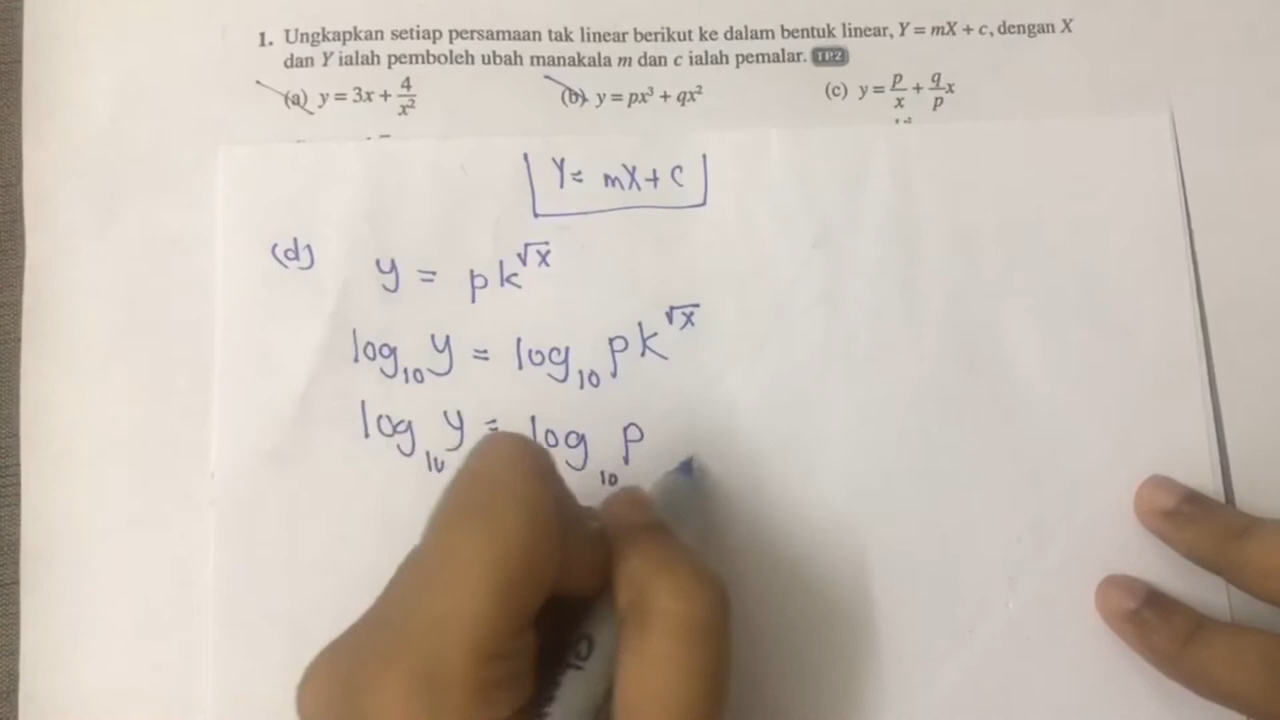 1. Ungkapkan setiap persamaan tak linear berikut ke dalam bentuk linear, Y = mX + c, dengan X
dan Y ialah pemboleh ubah manakala m dan c ialah pemalar. TP2
(a) y = 3x + 4/x² (b) y = px³ + qx² (c) y = p/x + q/p x
Y = mX + C
(d) y = pk^√x
log₁₀ y = log₁₀ pk^√x
log₁₀ y = log₁₀ p